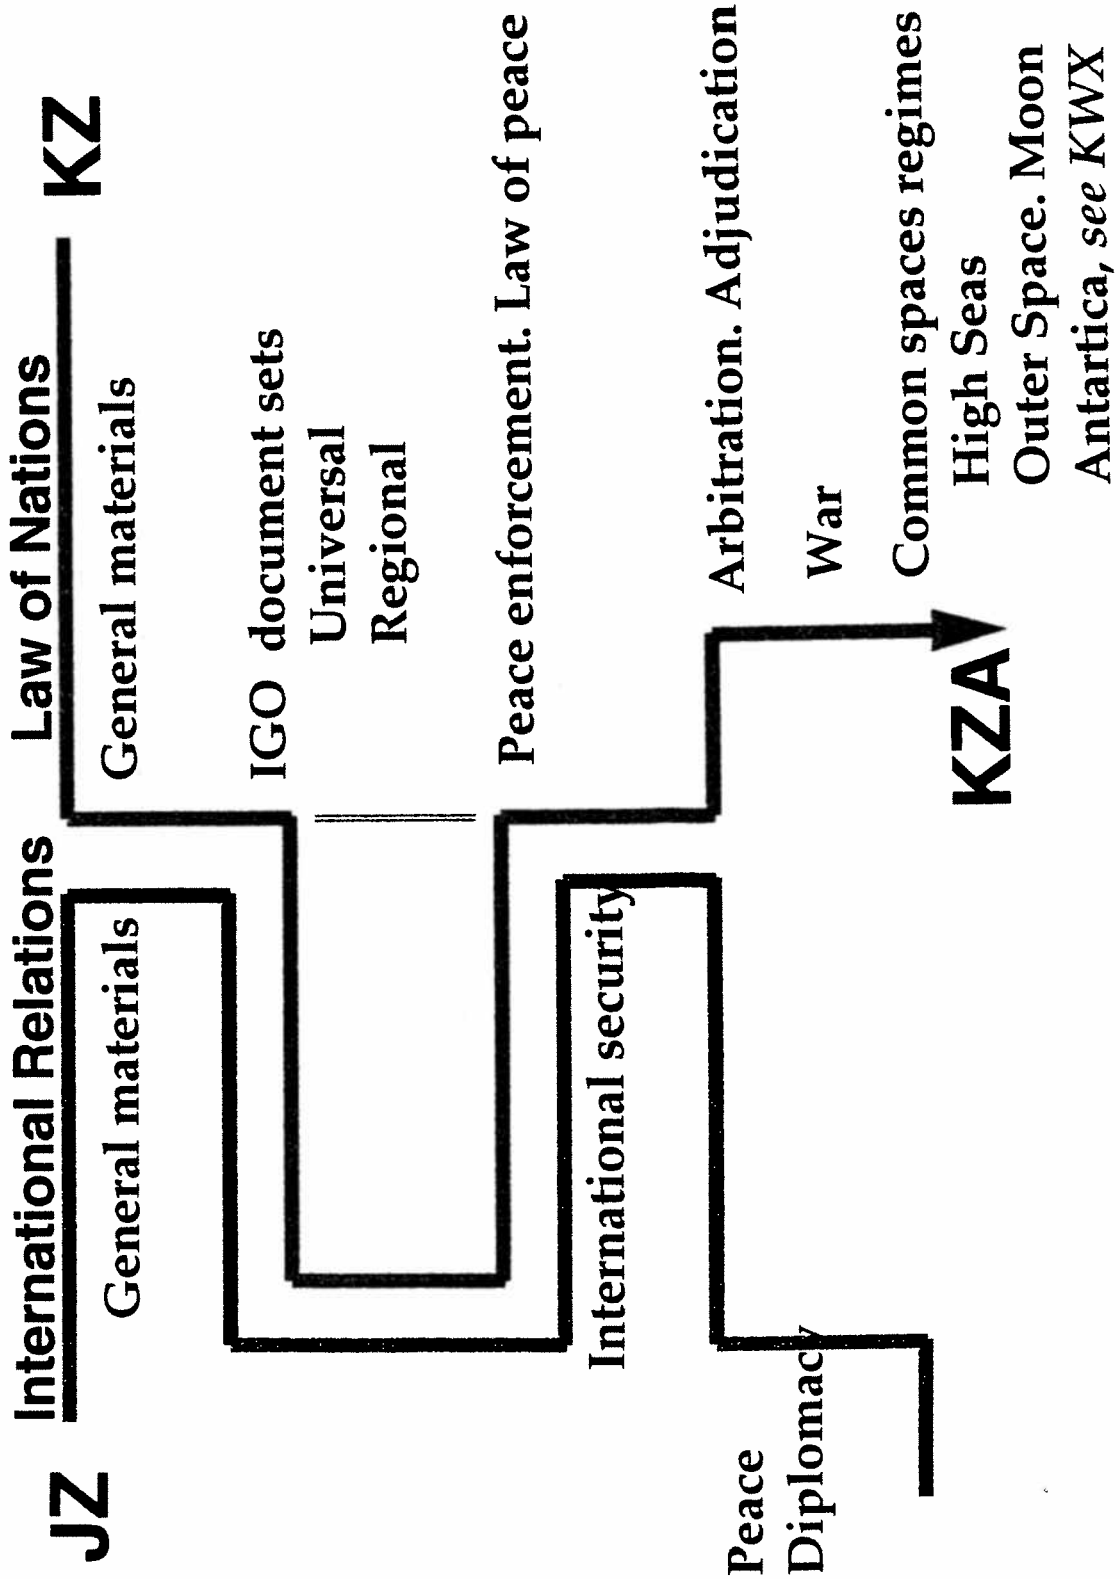 JZ
International Relations
Law of Nations
KZ
General materials
General materials
IGO document sets
Universal
Regional
Peace enforcement. Law of peace
International security
Peace
Diplomacy
Arbitration. Adjudication
War
Common spaces regimes
High Seas
Outer Space. Moon
Antartica, see KWX
KZA